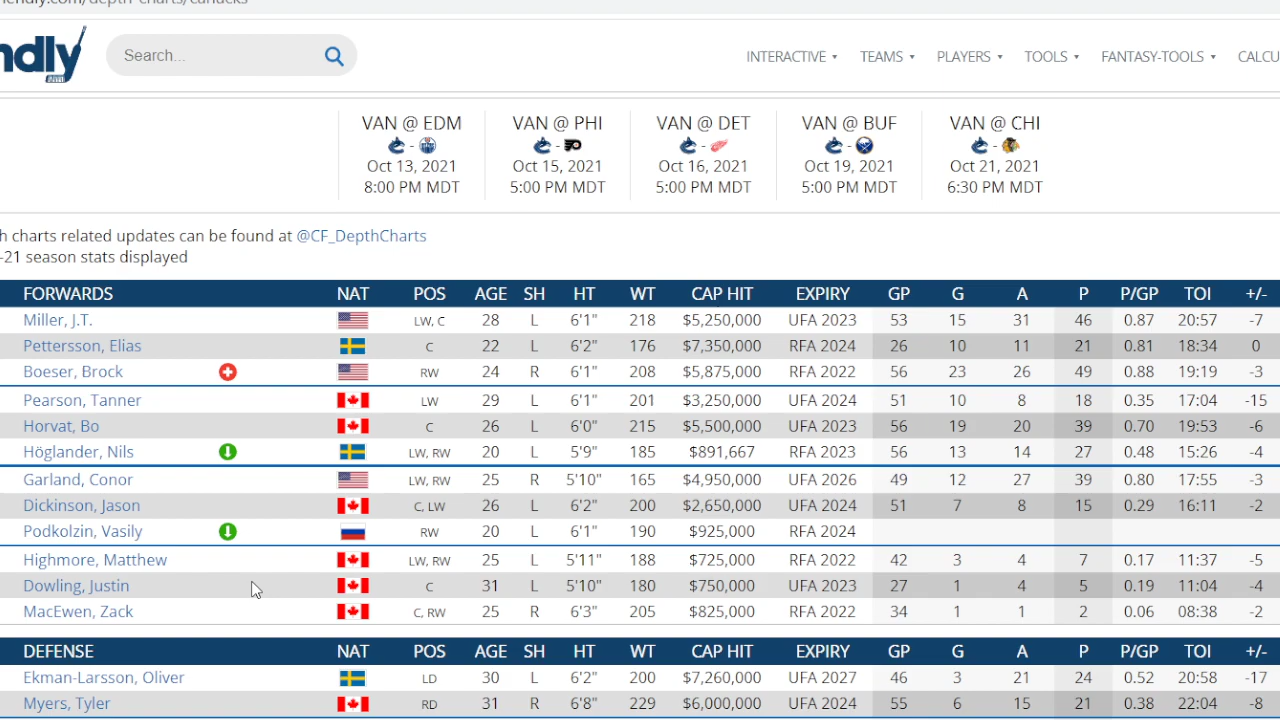 ndly
Search...
INTERACTIVE
TEAMS
PLAYERS
TOOLS
FANTASY-TOOLS
VAN @ EDM
Oct 13, 2021
8:00 PM MDT
VAN @ PHI
Oct 15, 2021
5:00 PM MDT
VAN @ DET
Oct 16, 2021
5:00 PM MDT
VAN @ BUF
Oct 19, 2021
5:00 PM MDT
VAN @ CHI
Oct 21, 2021
6:30 PM MDT
h charts related updates can be found at @CF_DepthCharts
-21 season stats displayed
FORWARDS NAT POS AGE SH HT WT CAP HIT EXPIRY GP G A P P/GP TOI +/-
Miller, J.T. LW, C 28 L 6'1" 218 $5,250,000 UFA 2023 53 15 31 46 0.87 20:57 -7
Pettersson, Elias C 22 L 6'2" 176 $7,350,000 RFA 2024 26 10 11 21 0.81 18:34 0
Boeser, Brock RW 24 R 6'1" 208 $5,875,000 RFA 2022 56 23 26 49 0.88 19:19 -3
Pearson, Tanner LW 29 L 6'1" 201 $3,250,000 UFA 2024 51 10 8 18 0.35 17:04 -15
Horvat, Bo C 26 L 6'0" 215 $5,500,000 UFA 2023 56 19 20 39 0.70 19:53 -6
Höglander, Nils LW, RW 20 L 5'9" 185 $891,667 RFA 2023 56 13 14 27 0.48 15:26 -4
Garland, Conor LW, RW 25 R 5'10" 165 $4,950,000 UFA 2026 49 12 27 39 0.80 17:55 -3
Dickinson, Jason C, LW 26 L 6'2" 200 $2,650,000 UFA 2024 51 7 8 15 0.29 16:11 -2
Podkolzin, Vasily RW 20 L 6'1" 190 $925,000 RFA 2024
Highmore, Matthew LW, RW 25 L 5'11" 188 $725,000 RFA 2022 42 3 4 7 0.17 11:37 -5
Dowling, Justin C 31 L 5'10" 180 $750,000 UFA 2023 27 1 4 5 0.19 11:04 -4
MacEwen, Zack C, RW 25 R 6'3" 205 $825,000 RFA 2022 34 1 1 2 0.06 08:38 -2
DEFENSE NAT POS AGE SH HT WT CAP HIT EXPIRY GP G A P P/GP TOI +/-
Ekman-Larsson, Oliver LD 30 L 6'2" 200 $7,260,000 UFA 2027 46 3 21 24 0.52 20:58 -17
Myers, Tyler RD 31 R 6'8" 229 $6,000,000 UFA 2024 55 6 15 21 0.38 22:04 -8